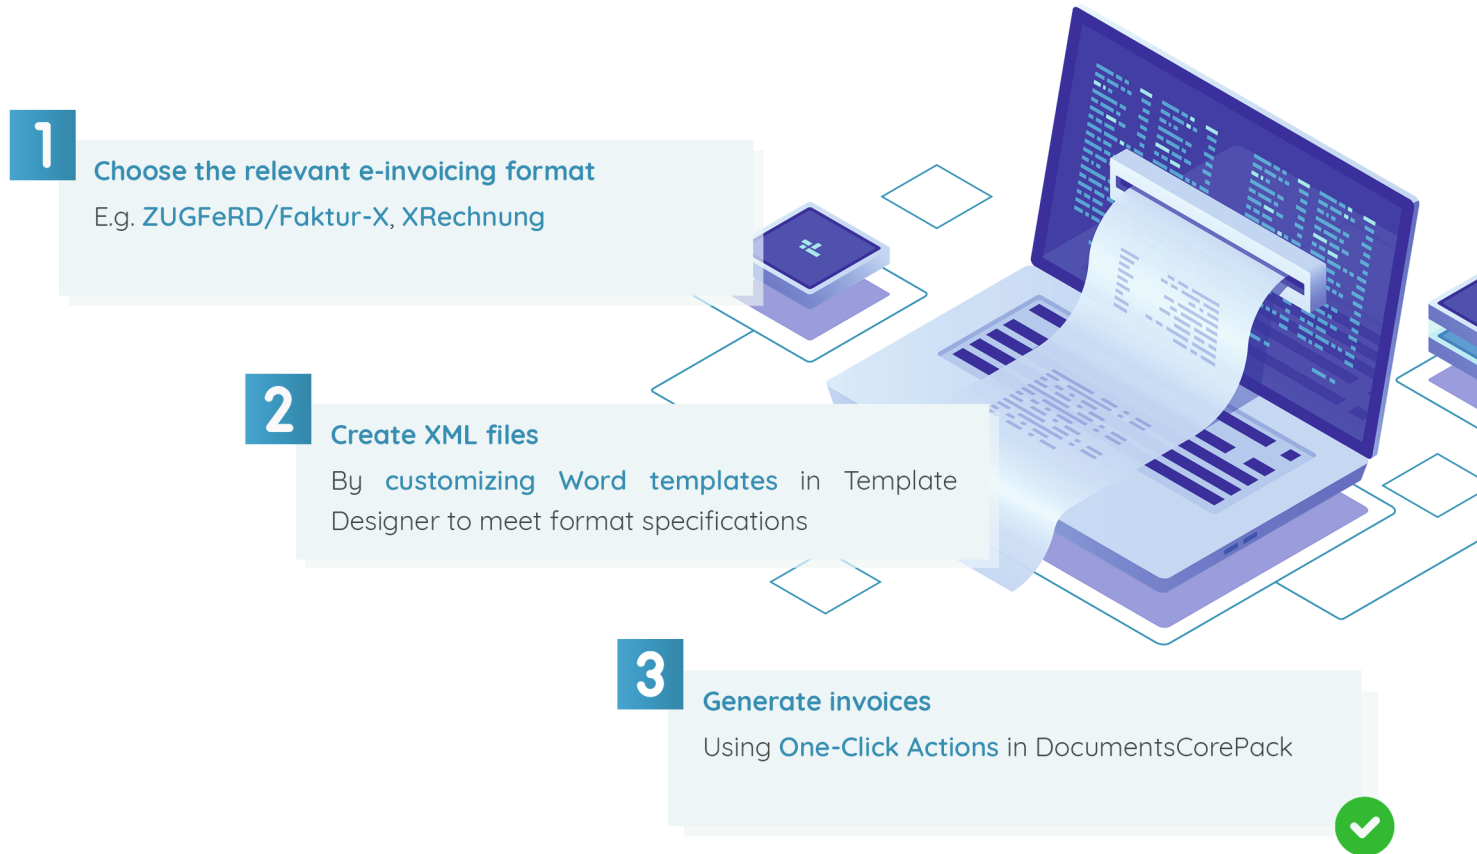 1
Choose the relevant e-invoicing format
E.g. ZUGFeRD/Faktur-X, XRechnung
2
Create XML files
By customizing Word templates in Template
Designer to meet format specifications
3
Generate invoices
Using One-Click Actions in DocumentsCorePack